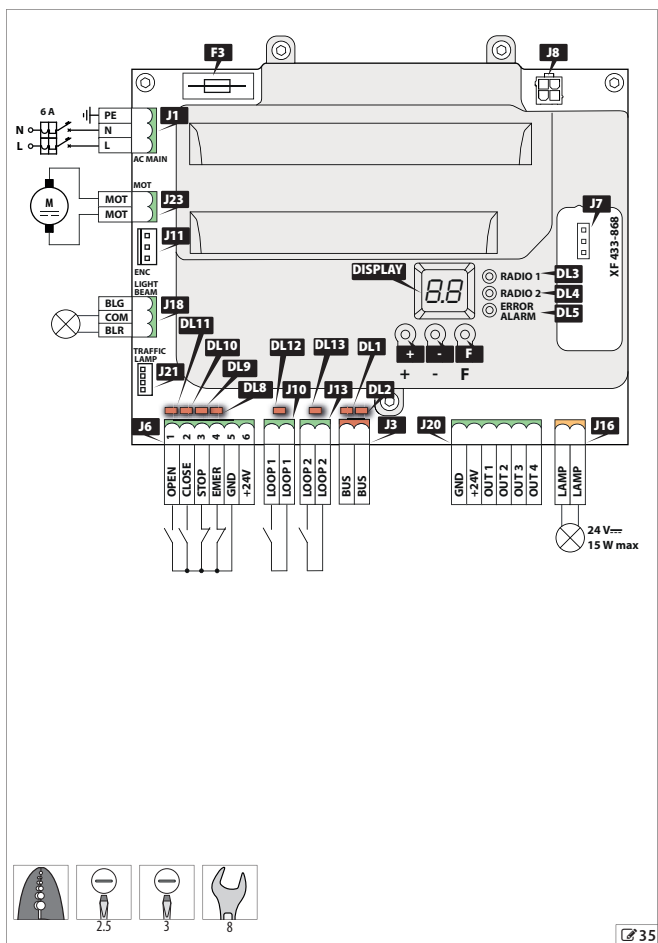 F3
J8
6 A
PE
J1
N
N
L
L
AC MAIN
MOT
MOT
J23
M
MOT
J7
J11
XF 433-868
ENC
DISPLAY
8.8
RADIO 1
DL3
RADIO 2
DL4
ERROR
ALARM
DL5
LIGHT
BEAM
BLG
J18
COM
BLR
DL11
DL10
DL12
DL13
DL1
+ - F
+ - F
TRAFFIC
LAMP
J21
DL9
DL8
J10
J13
DL2
J6
J3
J20
J16
1 2 3 4 5 6
OPEN
CLOSE
STOP
EMER
GND
+24V
LOOP 1
LOOP 1
LOOP 2
LOOP 2
BUS
BUS
GND
+24V
OUT 1
OUT 2
OUT 3
OUT 4
LAMP
LAMP
24 V
15 W max
2.5
3
8
35